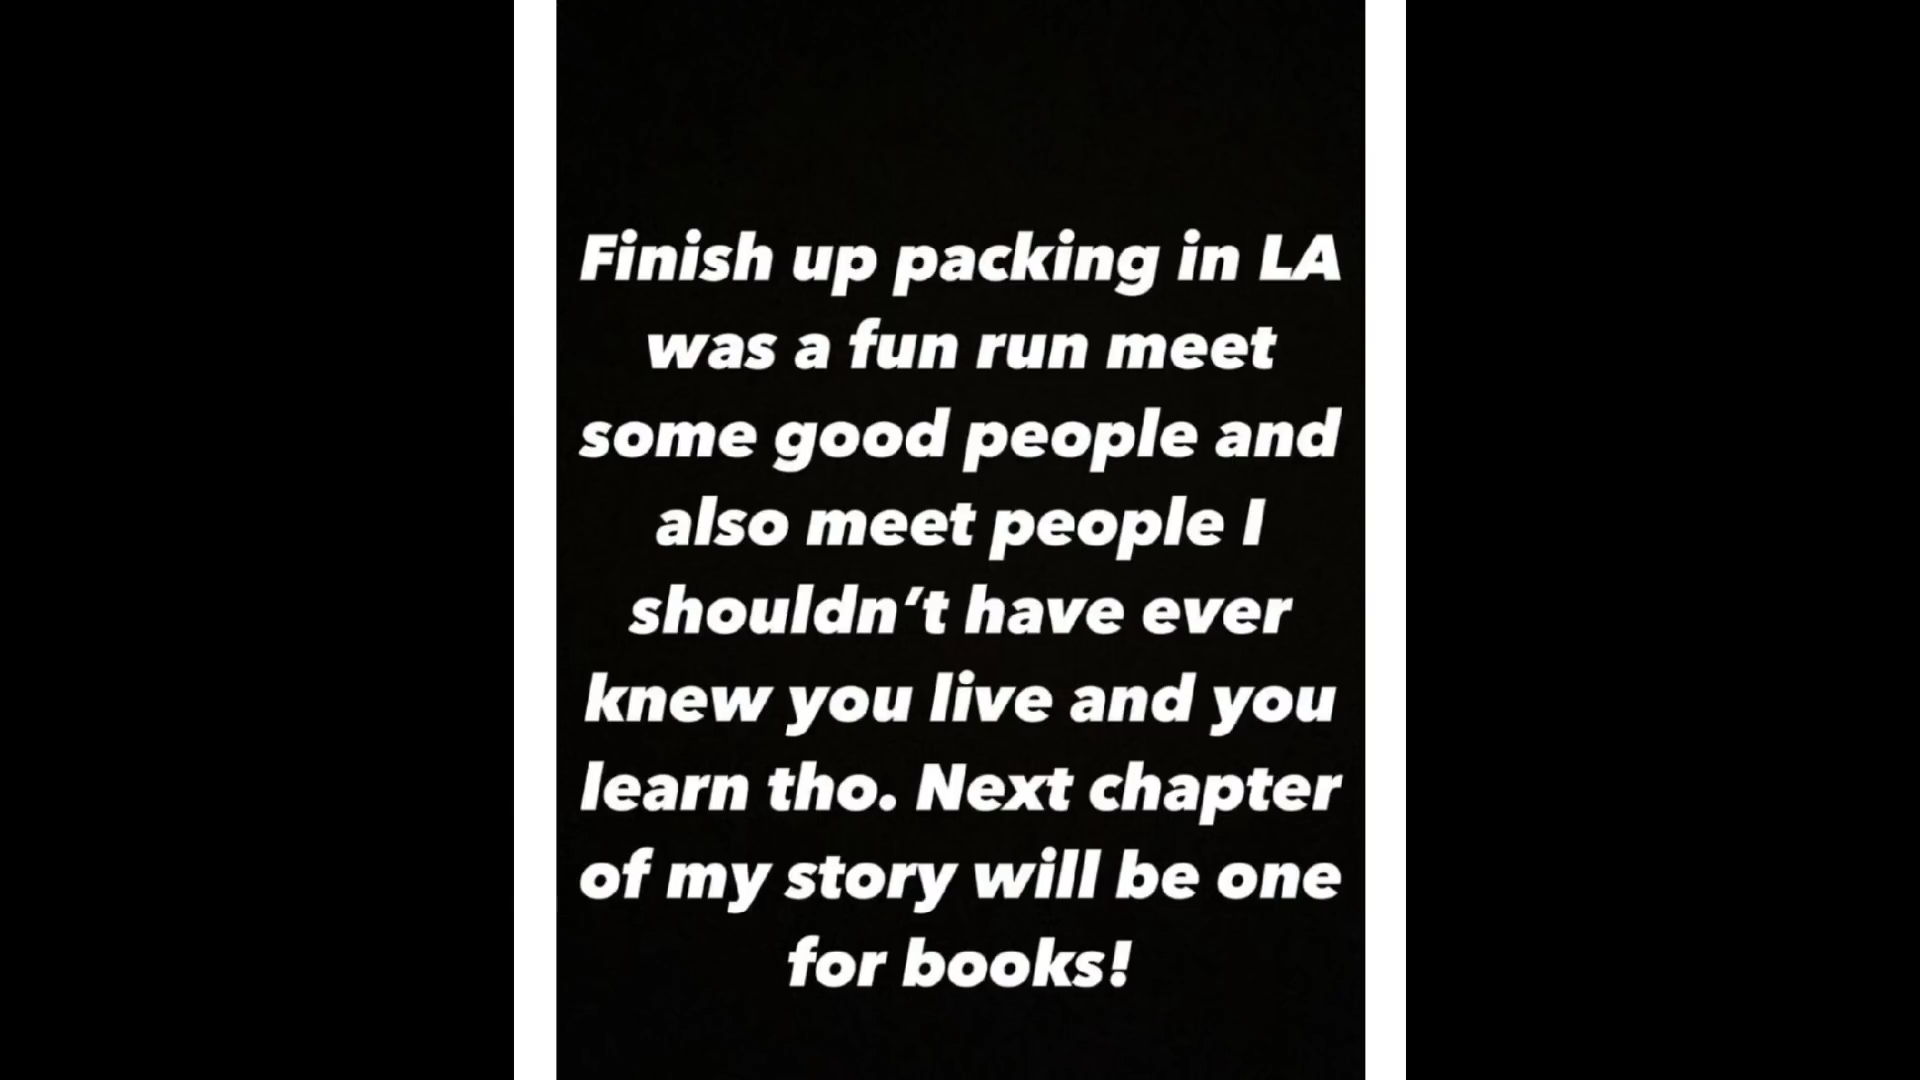 Finish up packing in LA
was a fun run meet
some good people and
also meet people I
shouldn’t have ever
knew you live and you
learn tho. Next chapter
of my story will be one
for books!